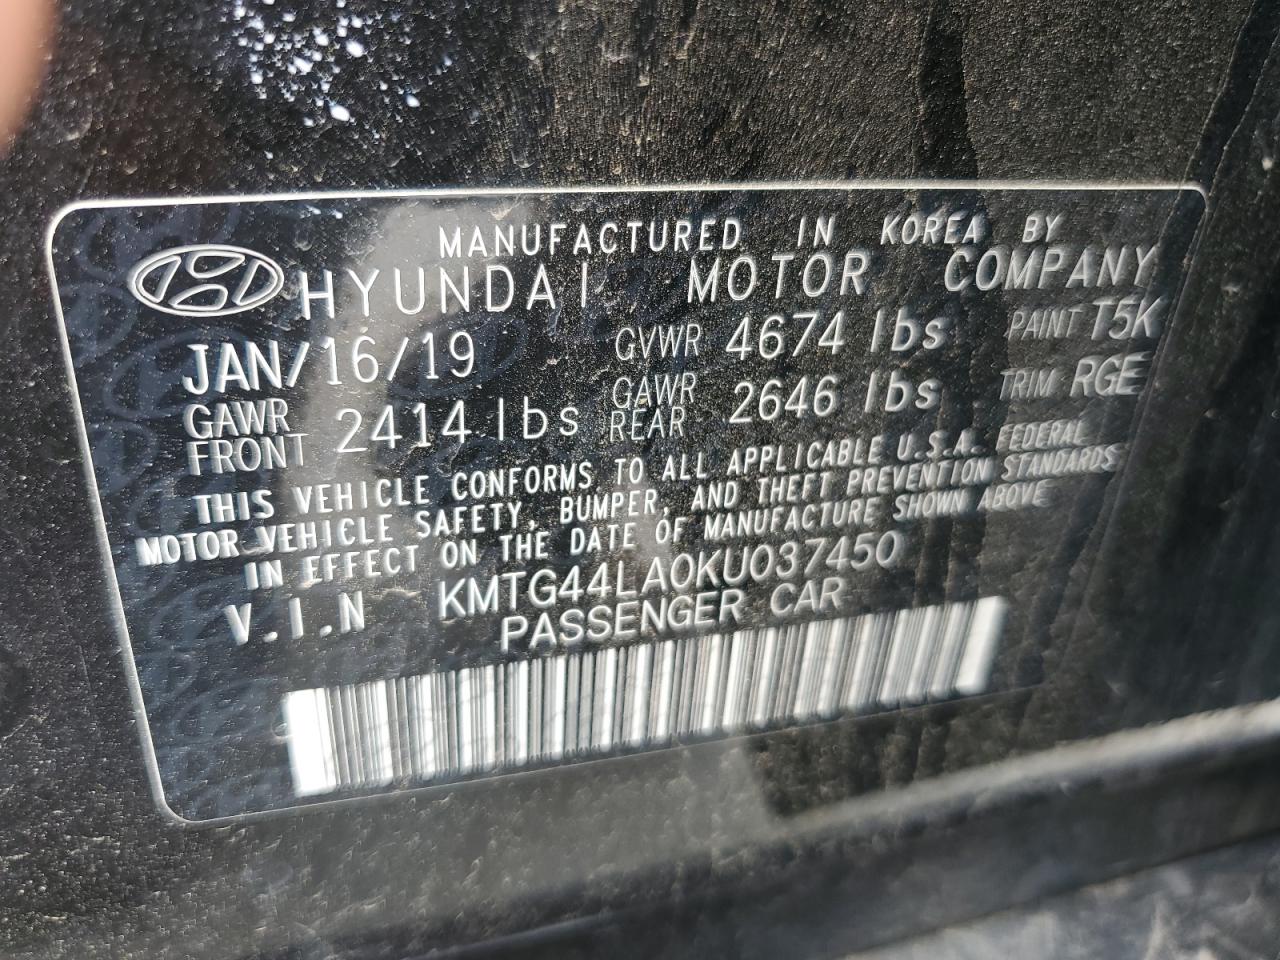 MANUFACTURED IN KOREA BY
HYUNDAI MOTOR COMPANY
JAN/16/19 GVWR 4674 lbs PAINT T5K
GAWR FRONT 2414 lbs GAWR REAR 2646 lbs TRIM RGE
THIS VEHICLE CONFORMS TO ALL APPLICABLE U.S.A. FEDERAL
MOTOR VEHICLE SAFETY, BUMPER, AND THEFT PREVENTION STANDARDS
IN EFFECT ON THE DATE OF MANUFACTURE SHOWN ABOVE
V.I.N KMTG44LA0KU037450
PASSENGER CAR